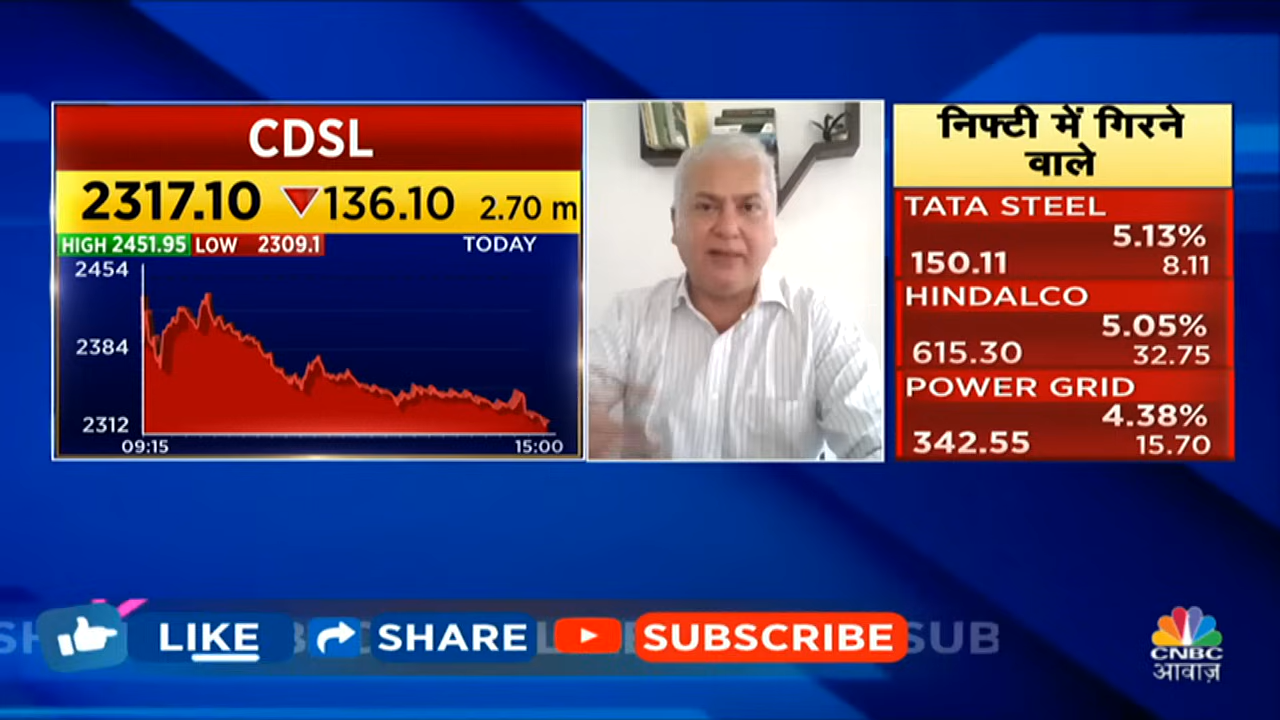 CDSL
2317.10 ▼136.10 2.70 m
HIGH 2451.95 LOW 2309.1 TODAY
2454
2384
2312
09:15 15:00
निफ्टी में गिरने
वाले
TATA STEEL
5.13%
150.11 8.11
HINDALCO
5.05%
615.30 32.75
POWER GRID
4.38%
342.55 15.70
LIKE SHARE SUBSCRIBE SUB
CNBC
आवाज़